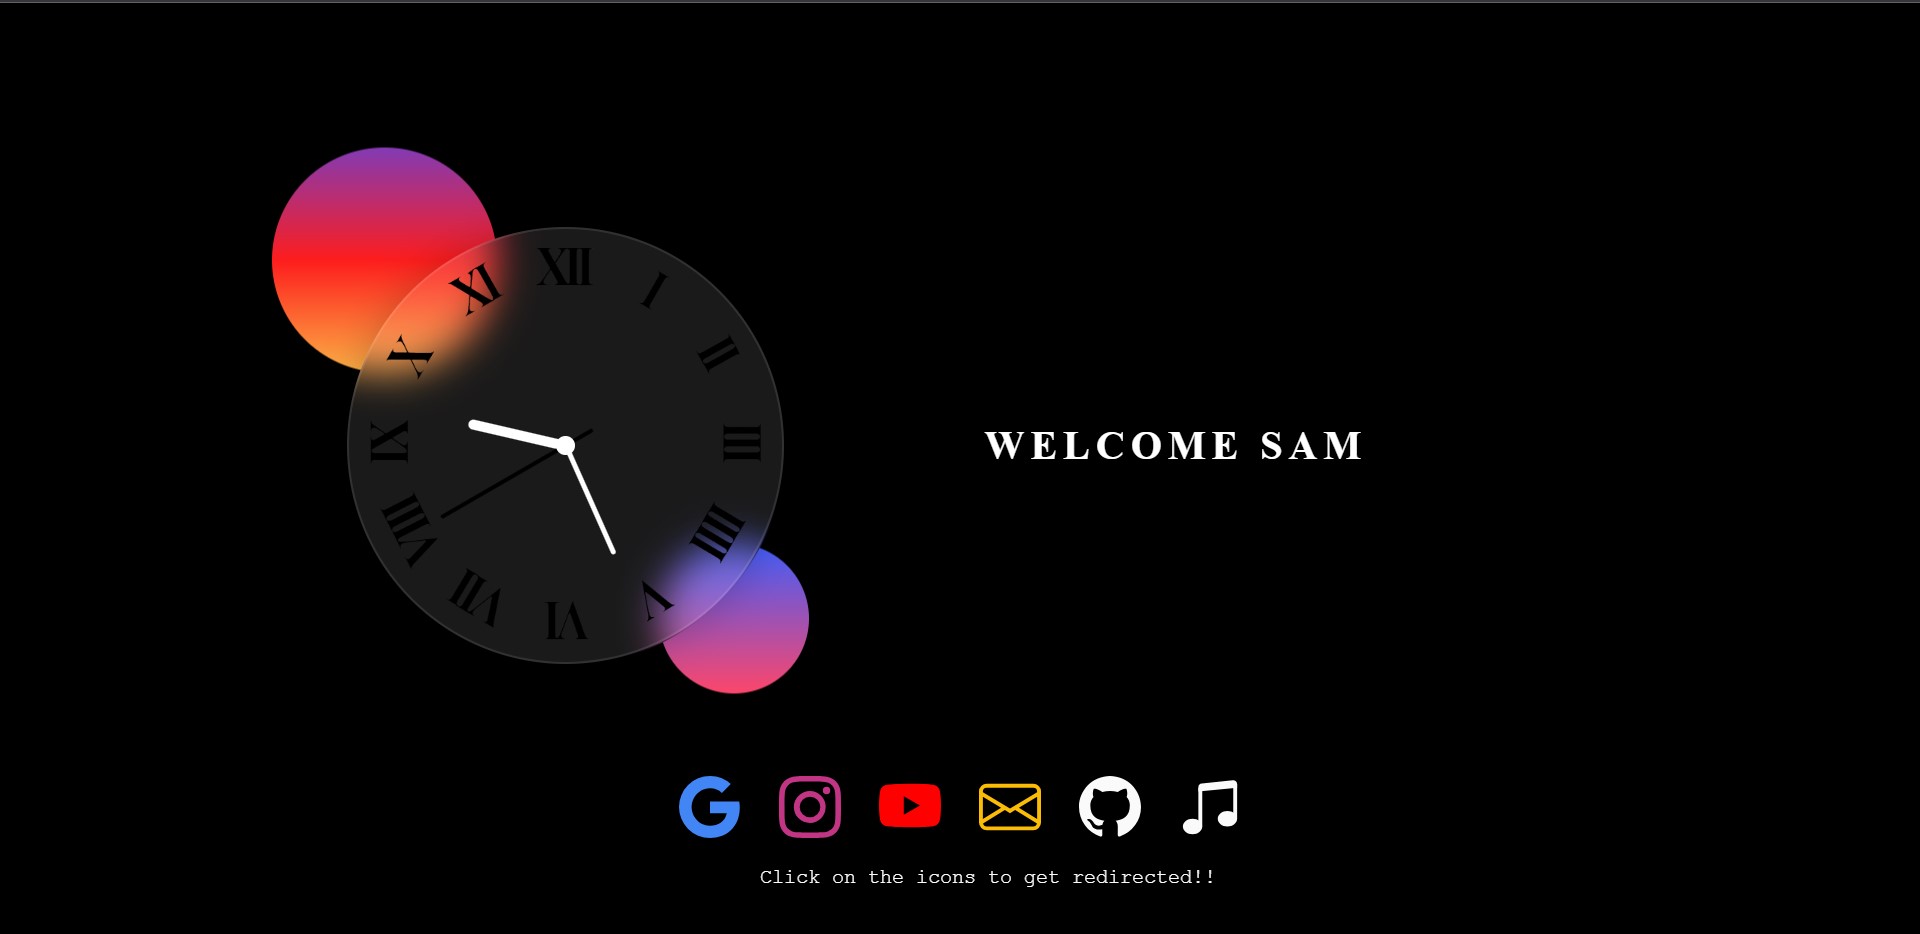 XII
I
II
III
IIII
V
VI
VII
VIII
IX
X
XI
WELCOME SAM
Click on the icons to get redirected!!